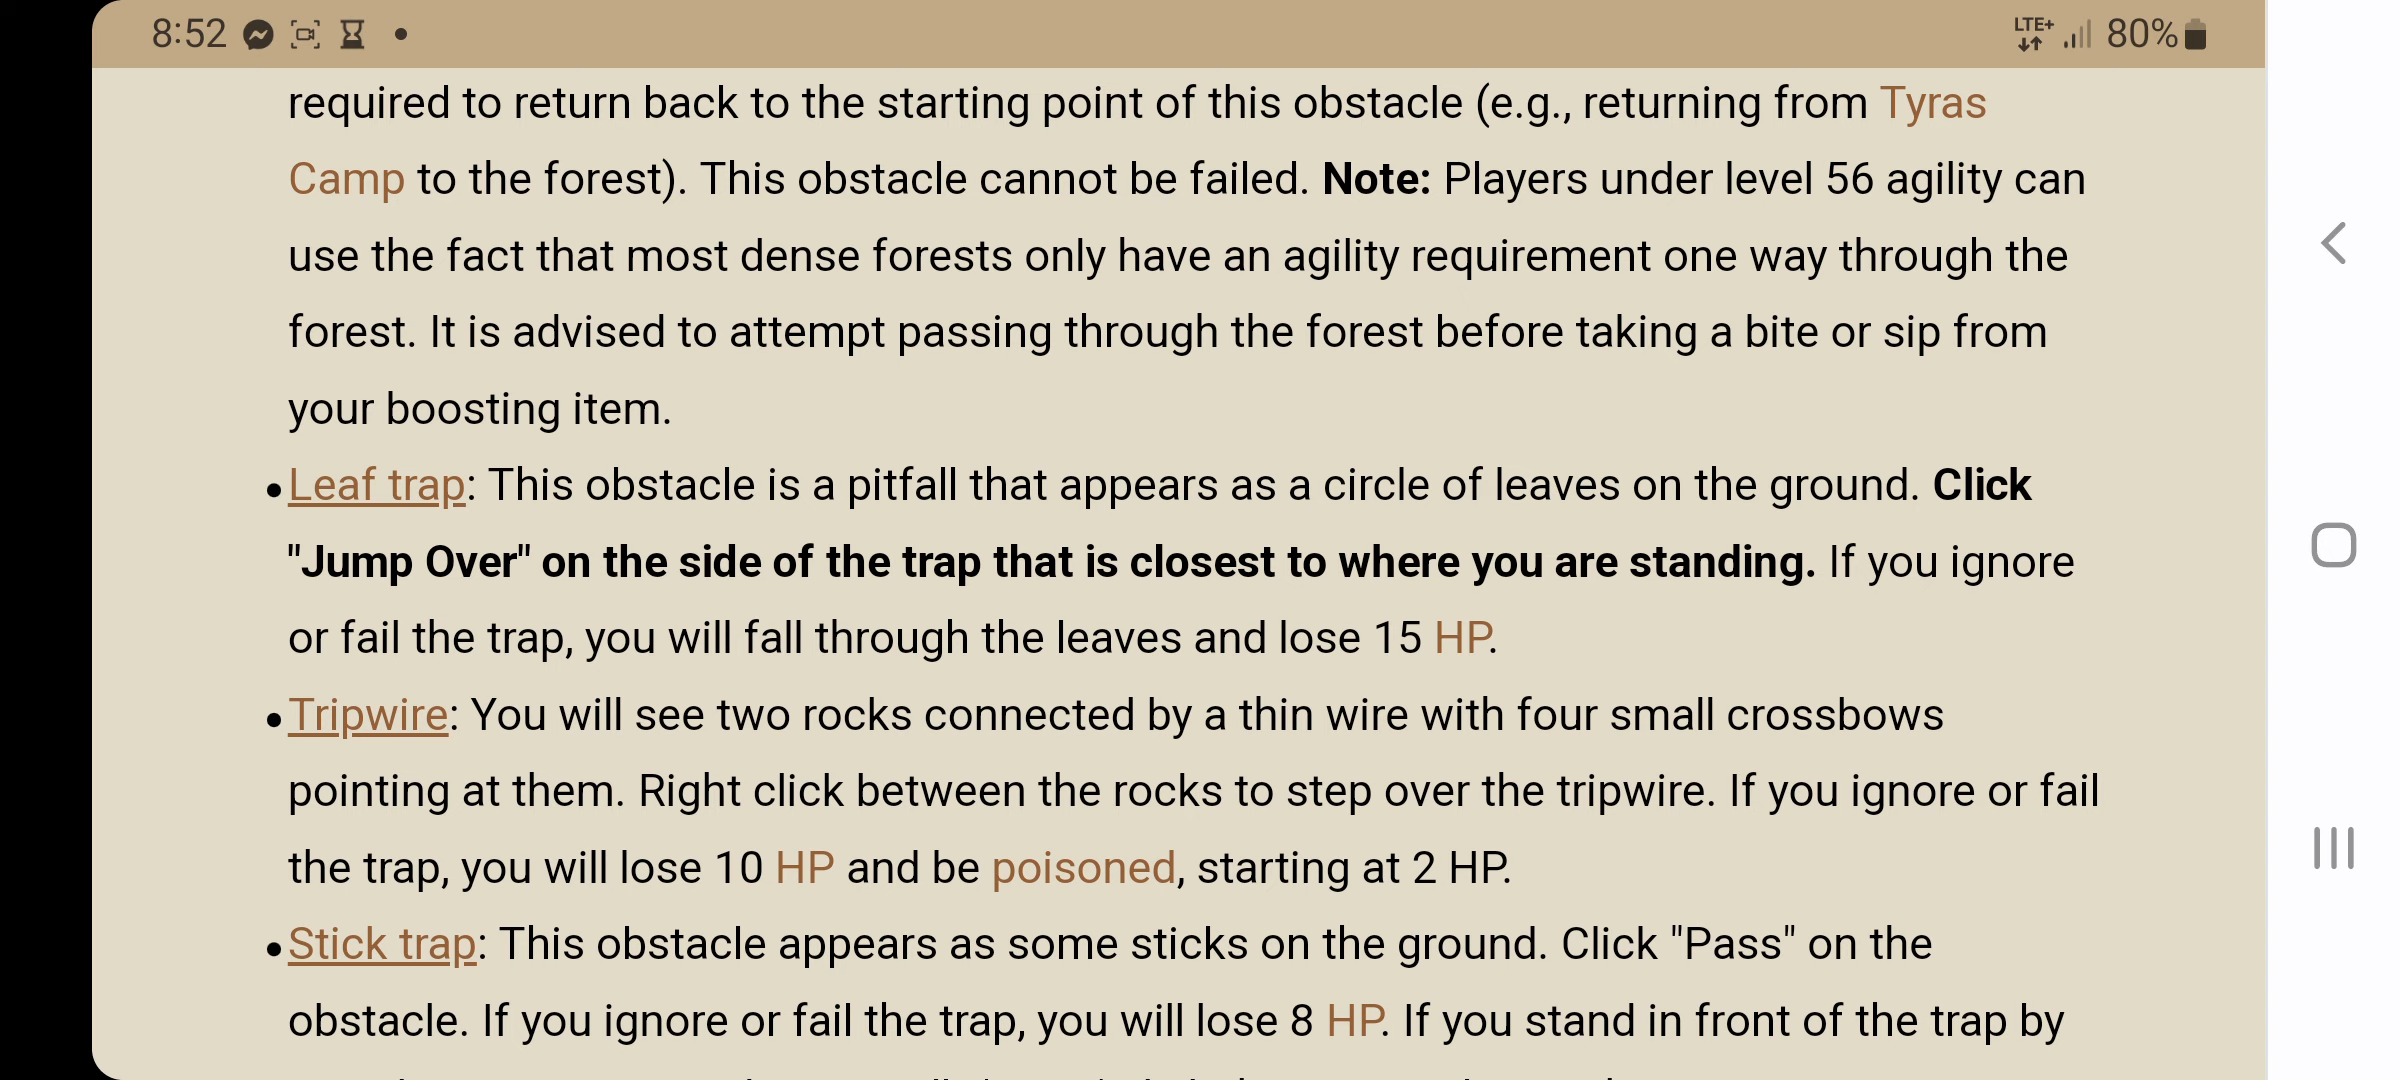 8:52
LTE+
80%
required to return back to the starting point of this obstacle (e.g., returning from Tyras
Camp to the forest). This obstacle cannot be failed. Note: Players under level 56 agility can
use the fact that most dense forests only have an agility requirement one way through the
forest. It is advised to attempt passing through the forest before taking a bite or sip from
your boosting item.
• Leaf trap: This obstacle is a pitfall that appears as a circle of leaves on the ground. Click
"Jump Over" on the side of the trap that is closest to where you are standing. If you ignore
or fail the trap, you will fall through the leaves and lose 15 HP.
• Tripwire: You will see two rocks connected by a thin wire with four small crossbows
pointing at them. Right click between the rocks to step over the tripwire. If you ignore or fail
the trap, you will lose 10 HP and be poisoned, starting at 2 HP.
• Stick trap: This obstacle appears as some sticks on the ground. Click "Pass" on the
obstacle. If you ignore or fail the trap, you will lose 8 HP. If you stand in front of the trap by